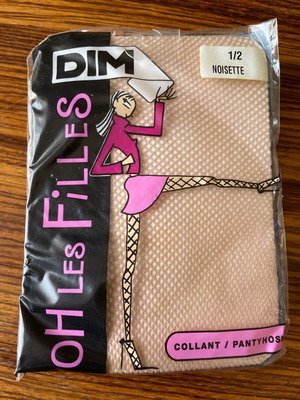 DIM
1/2
NOISETTE
OH LES FiLLES
COLLANT / PANTYHOSE